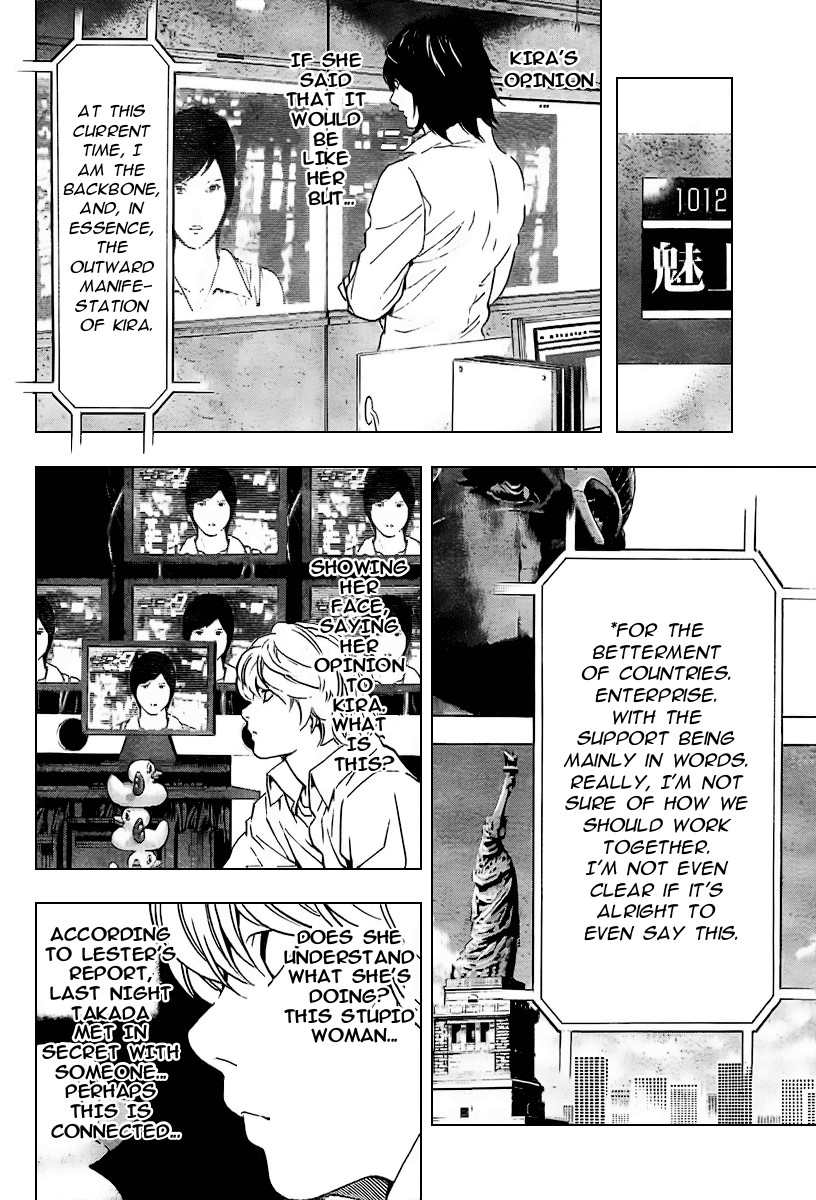 1012
魅上
KIRA'S
OPINION
...
IF SHE
SAID
THAT IT
WOULD
BE
LIKE
HER
BUT...
AT THIS
CURRENT
TIME, I
AM THE
BACKBONE,
AND, IN
ESSENCE,
THE
OUTWARD
MANIFE-
STATION
OF KIRA.
*FOR THE
BETTERMENT
OF COUNTRIES.
ENTERPRISE.
WITH THE
SUPPORT BEING
MAINLY IN WORDS.
REALLY, I'M NOT
SURE OF HOW WE
SHOULD WORK
TOGETHER.
I'M NOT EVEN
CLEAR IF IT'S
ALRIGHT TO
EVEN SAY THIS.
SHOWING
HER
FACE,
SAYING
HER
OPINION
TO
KIRA.
WHAT
IS
THIS?
DOES SHE
UNDERSTAND
WHAT SHE'S
DOING?
THIS STUPID
WOMAN...
ACCORDING
TO LESTER'S
REPORT,
LAST NIGHT
TAKADA
MET IN
SECRET WITH
SOMEONE...
PERHAPS
THIS IS
CONNECTED...